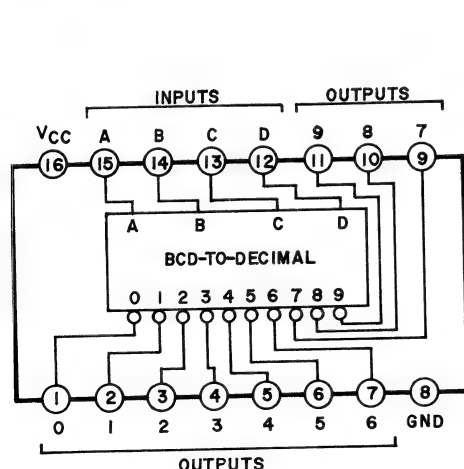 INPUTS OUTPUTS
VCC A B C D 9 8 7
16 15 14 13 12 11 10 9
A B C D
BCD-TO-DECIMAL
0 1 2 3 4 5 6 7 8 9
1 2 3 4 5 6 7 8
0 1 2 3 4 5 6 GND
OUTPUTS